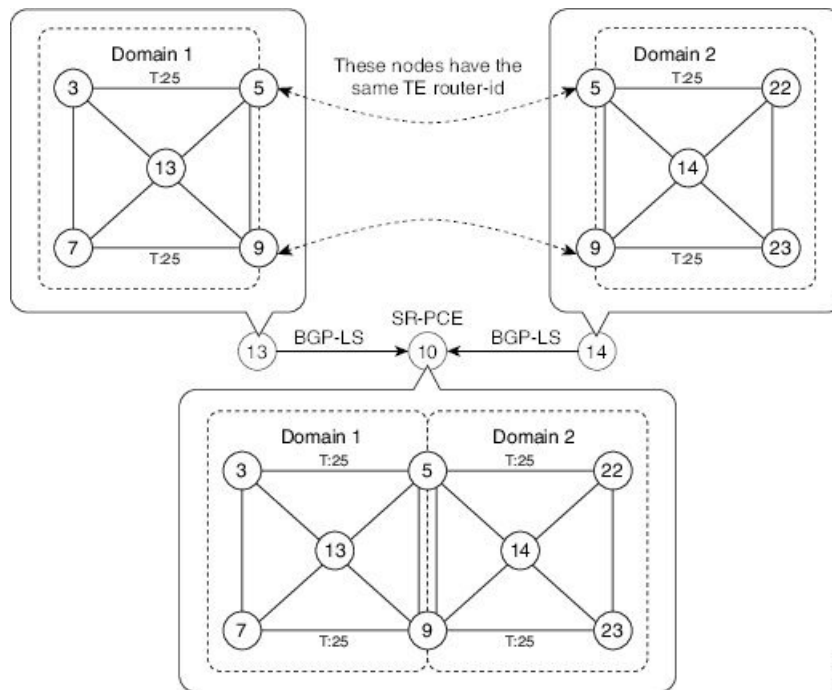 Domain 1
T:25
3
5
13
7
9
T:25
These nodes have the
same TE router-id
Domain 2
T:25
5
22
14
9
23
T:25
SR-PCE
13
BGP-LS
10
BGP-LS
14
Domain 1
Domain 2
T:25
T:25
3
5
22
13
14
7
9
23
T:25
T:25